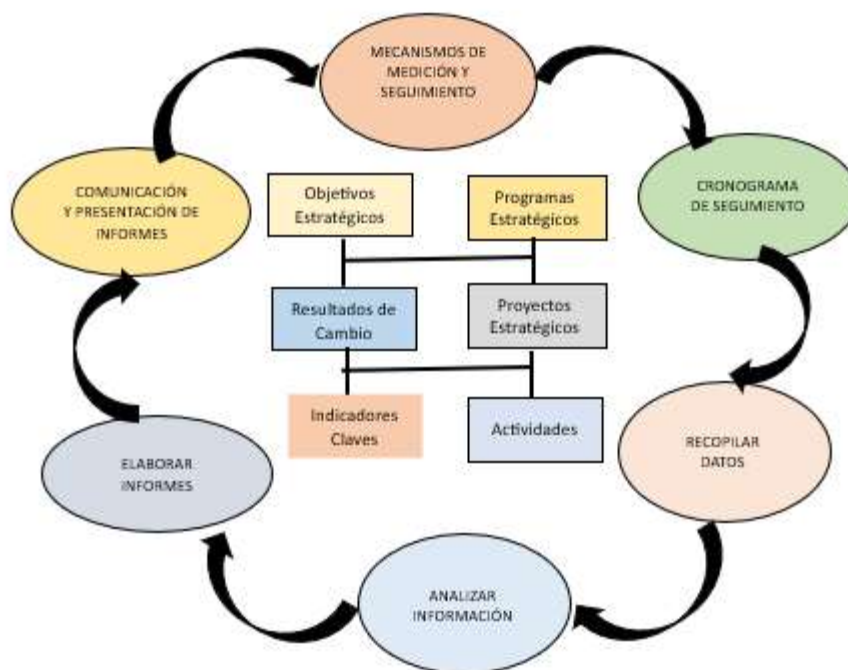 MECANISMOS DE
MEDICIÓN Y
SEGUIMIENTO
COMUNICACIÓN
Y PRESENTACIÓN DE
INFORMES
CRONOGRAMA
DE SEGUMIENTO
Objetivos
Estratégicos
Programas
Estratégicos
Resultados de
Cambio
Proyectos
Estratégicos
Indicadores
Claves
Actividades
RECOPILAR
DATOS
ELABORAR
INFORMES
ANALIZAR
INFORMACIÓN